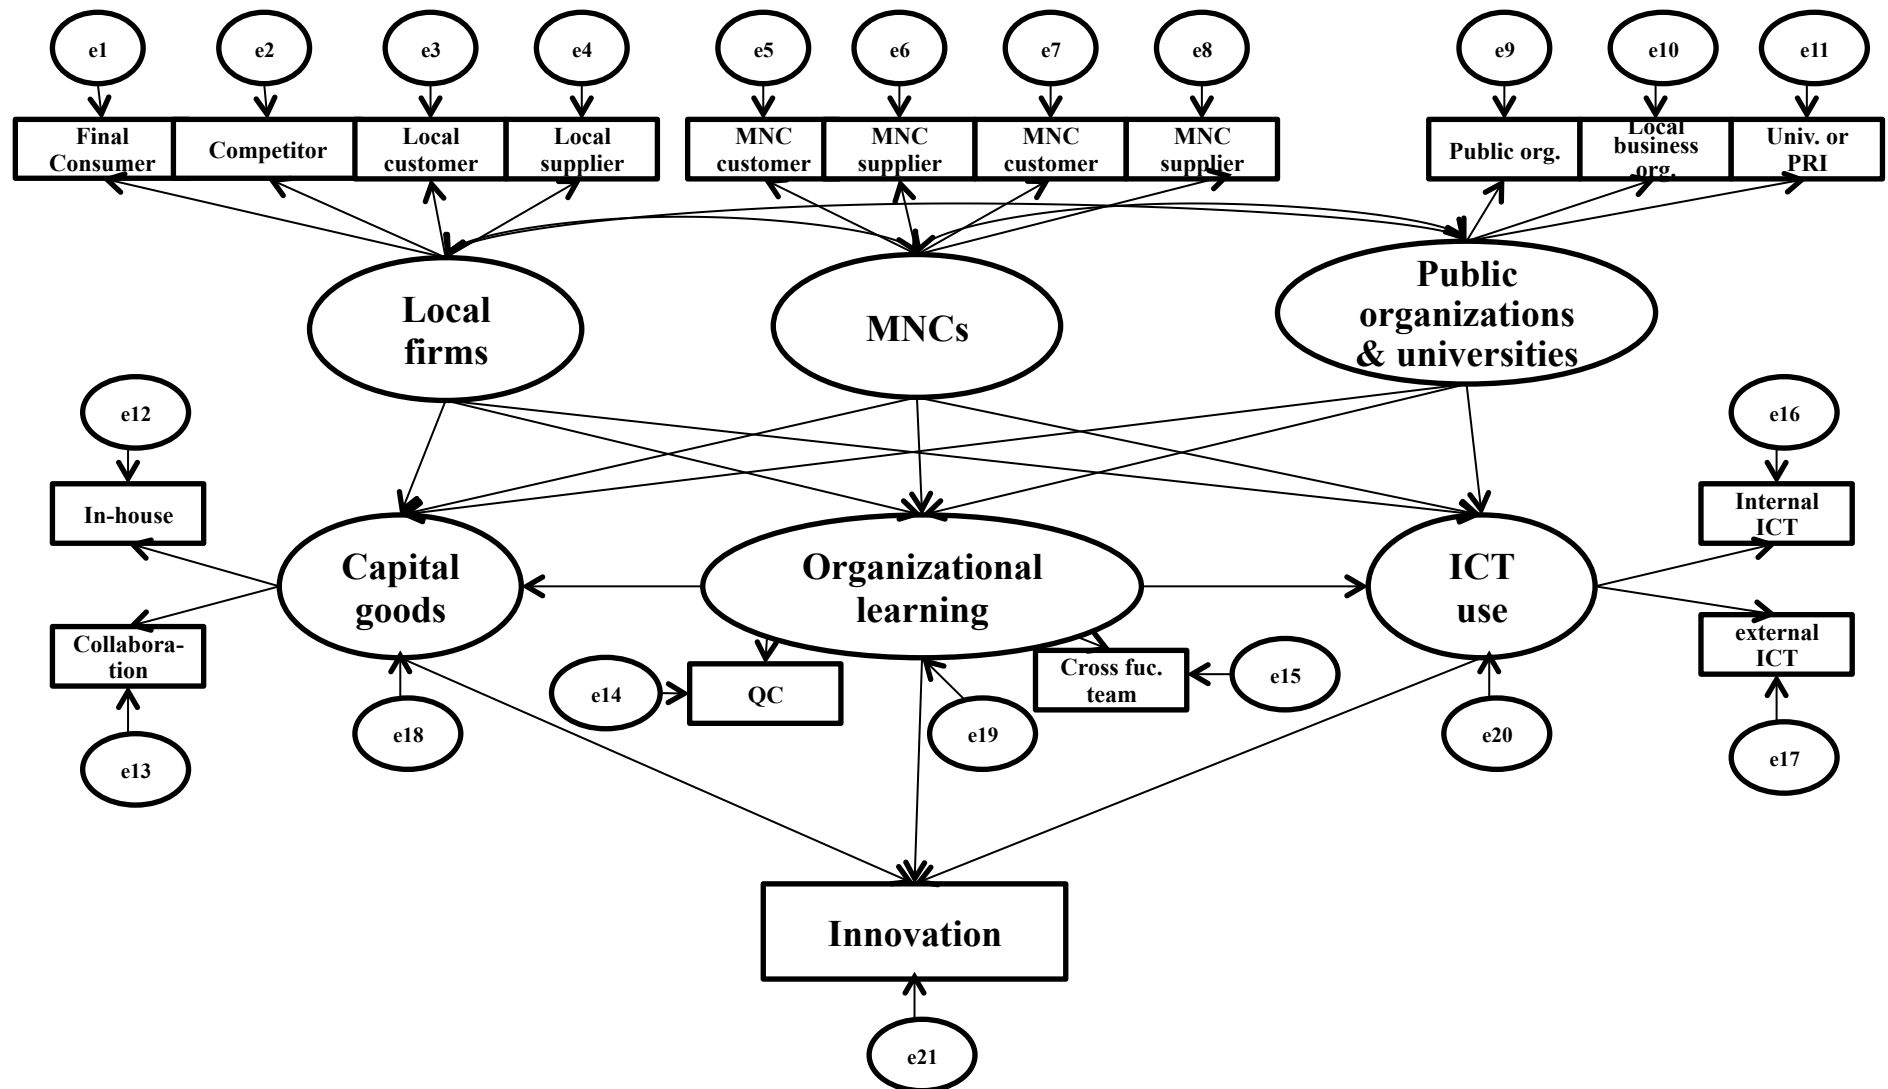 e1
e2
e3
e4
e5
e6
e7
e8
e9
e10
e11
Final
Consumer
Competitor
Local
customer
Local
supplier
MNC
customer
MNC
supplier
MNC
customer
MNC
supplier
Public org.
Local
business
org.
Univ. or
PRI
Local
firms
MNCs
Public
organizations
& universities
e12
e16
In-house
Internal
ICT
Capital
goods
Organizational
learning
ICT
use
Collabora-
tion
QC
Cross fuc.
team
external
ICT
e14
e15
e13
e18
e19
e20
e17
Innovation
e21